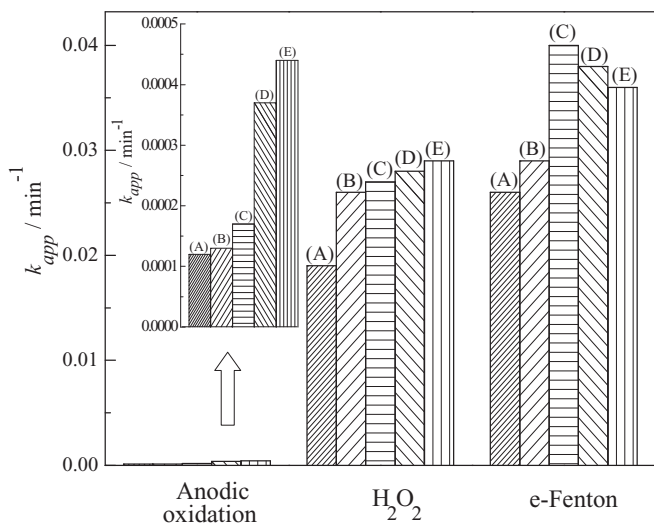 0.04
0.03
0.02
0.01
0.00
k_app / min⁻¹
0.0005
0.0004
0.0003
0.0002
0.0001
0.0000
k_app / min⁻¹
(A)
(B)
(C)
(D)
(E)
(A)
(B)
(C)
(D)
(E)
(A)
(B)
(C)
(D)
(E)
Anodic
oxidation
H₂O₂
e-Fenton